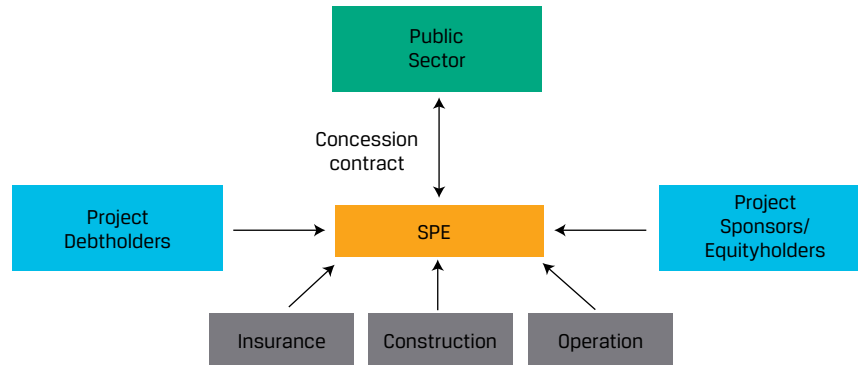 Public
Sector
Concession
contract
Project
Debtholders
SPE
Project
Sponsors/
Equityholders
Insurance
Construction
Operation